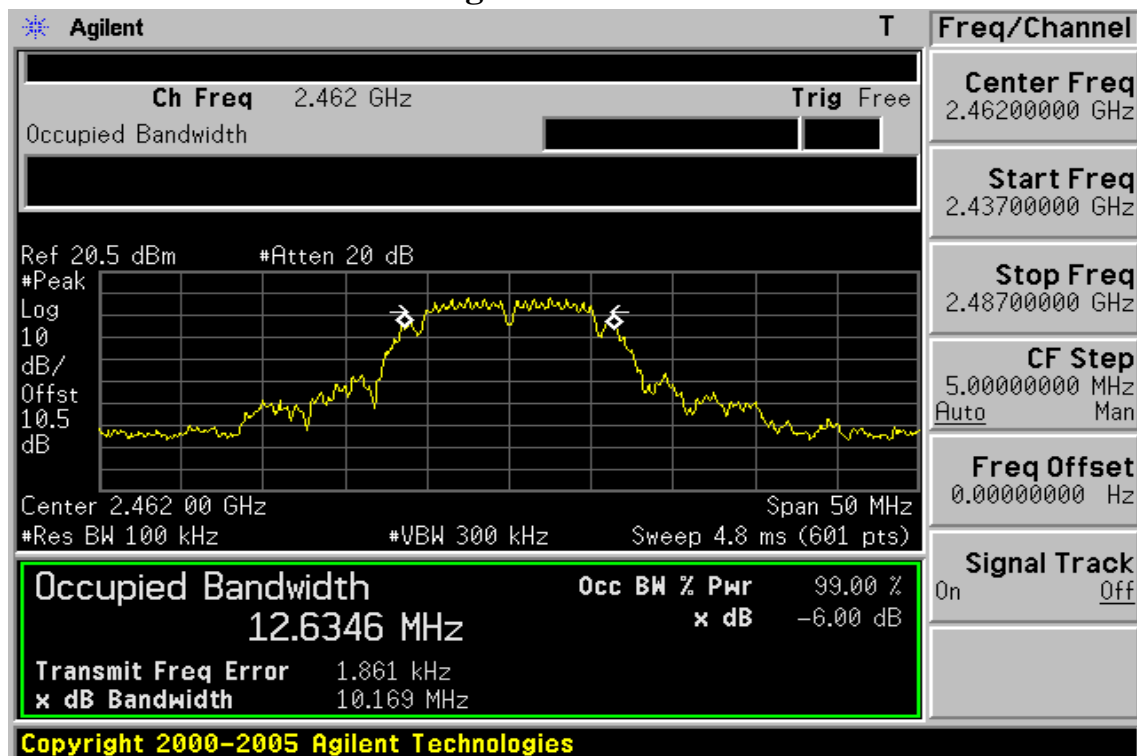 Agilent T
Freq/Channel
Ch Freq 2.462 GHz Trig Free
Occupied Bandwidth
Center Freq
2.46200000 GHz
Start Freq
2.43700000 GHz
Stop Freq
2.48700000 GHz
CF Step
5.00000000 MHz
Auto Man
Freq Offset
0.00000000 Hz
Signal Track
On Off
Ref 20.5 dBm #Atten 20 dB
#Peak
Log
10
dB/
Offst
10.5
dB
Center 2.462 00 GHz Span 50 MHz
#Res BW 100 kHz #VBW 300 kHz Sweep 4.8 ms (601 pts)
Occupied Bandwidth
12.6346 MHz
Occ BW % Pwr 99.00 %
x dB -6.00 dB
Transmit Freq Error 1.861 kHz
x dB Bandwidth 10.169 MHz
Copyright 2000-2005 Agilent Technologies